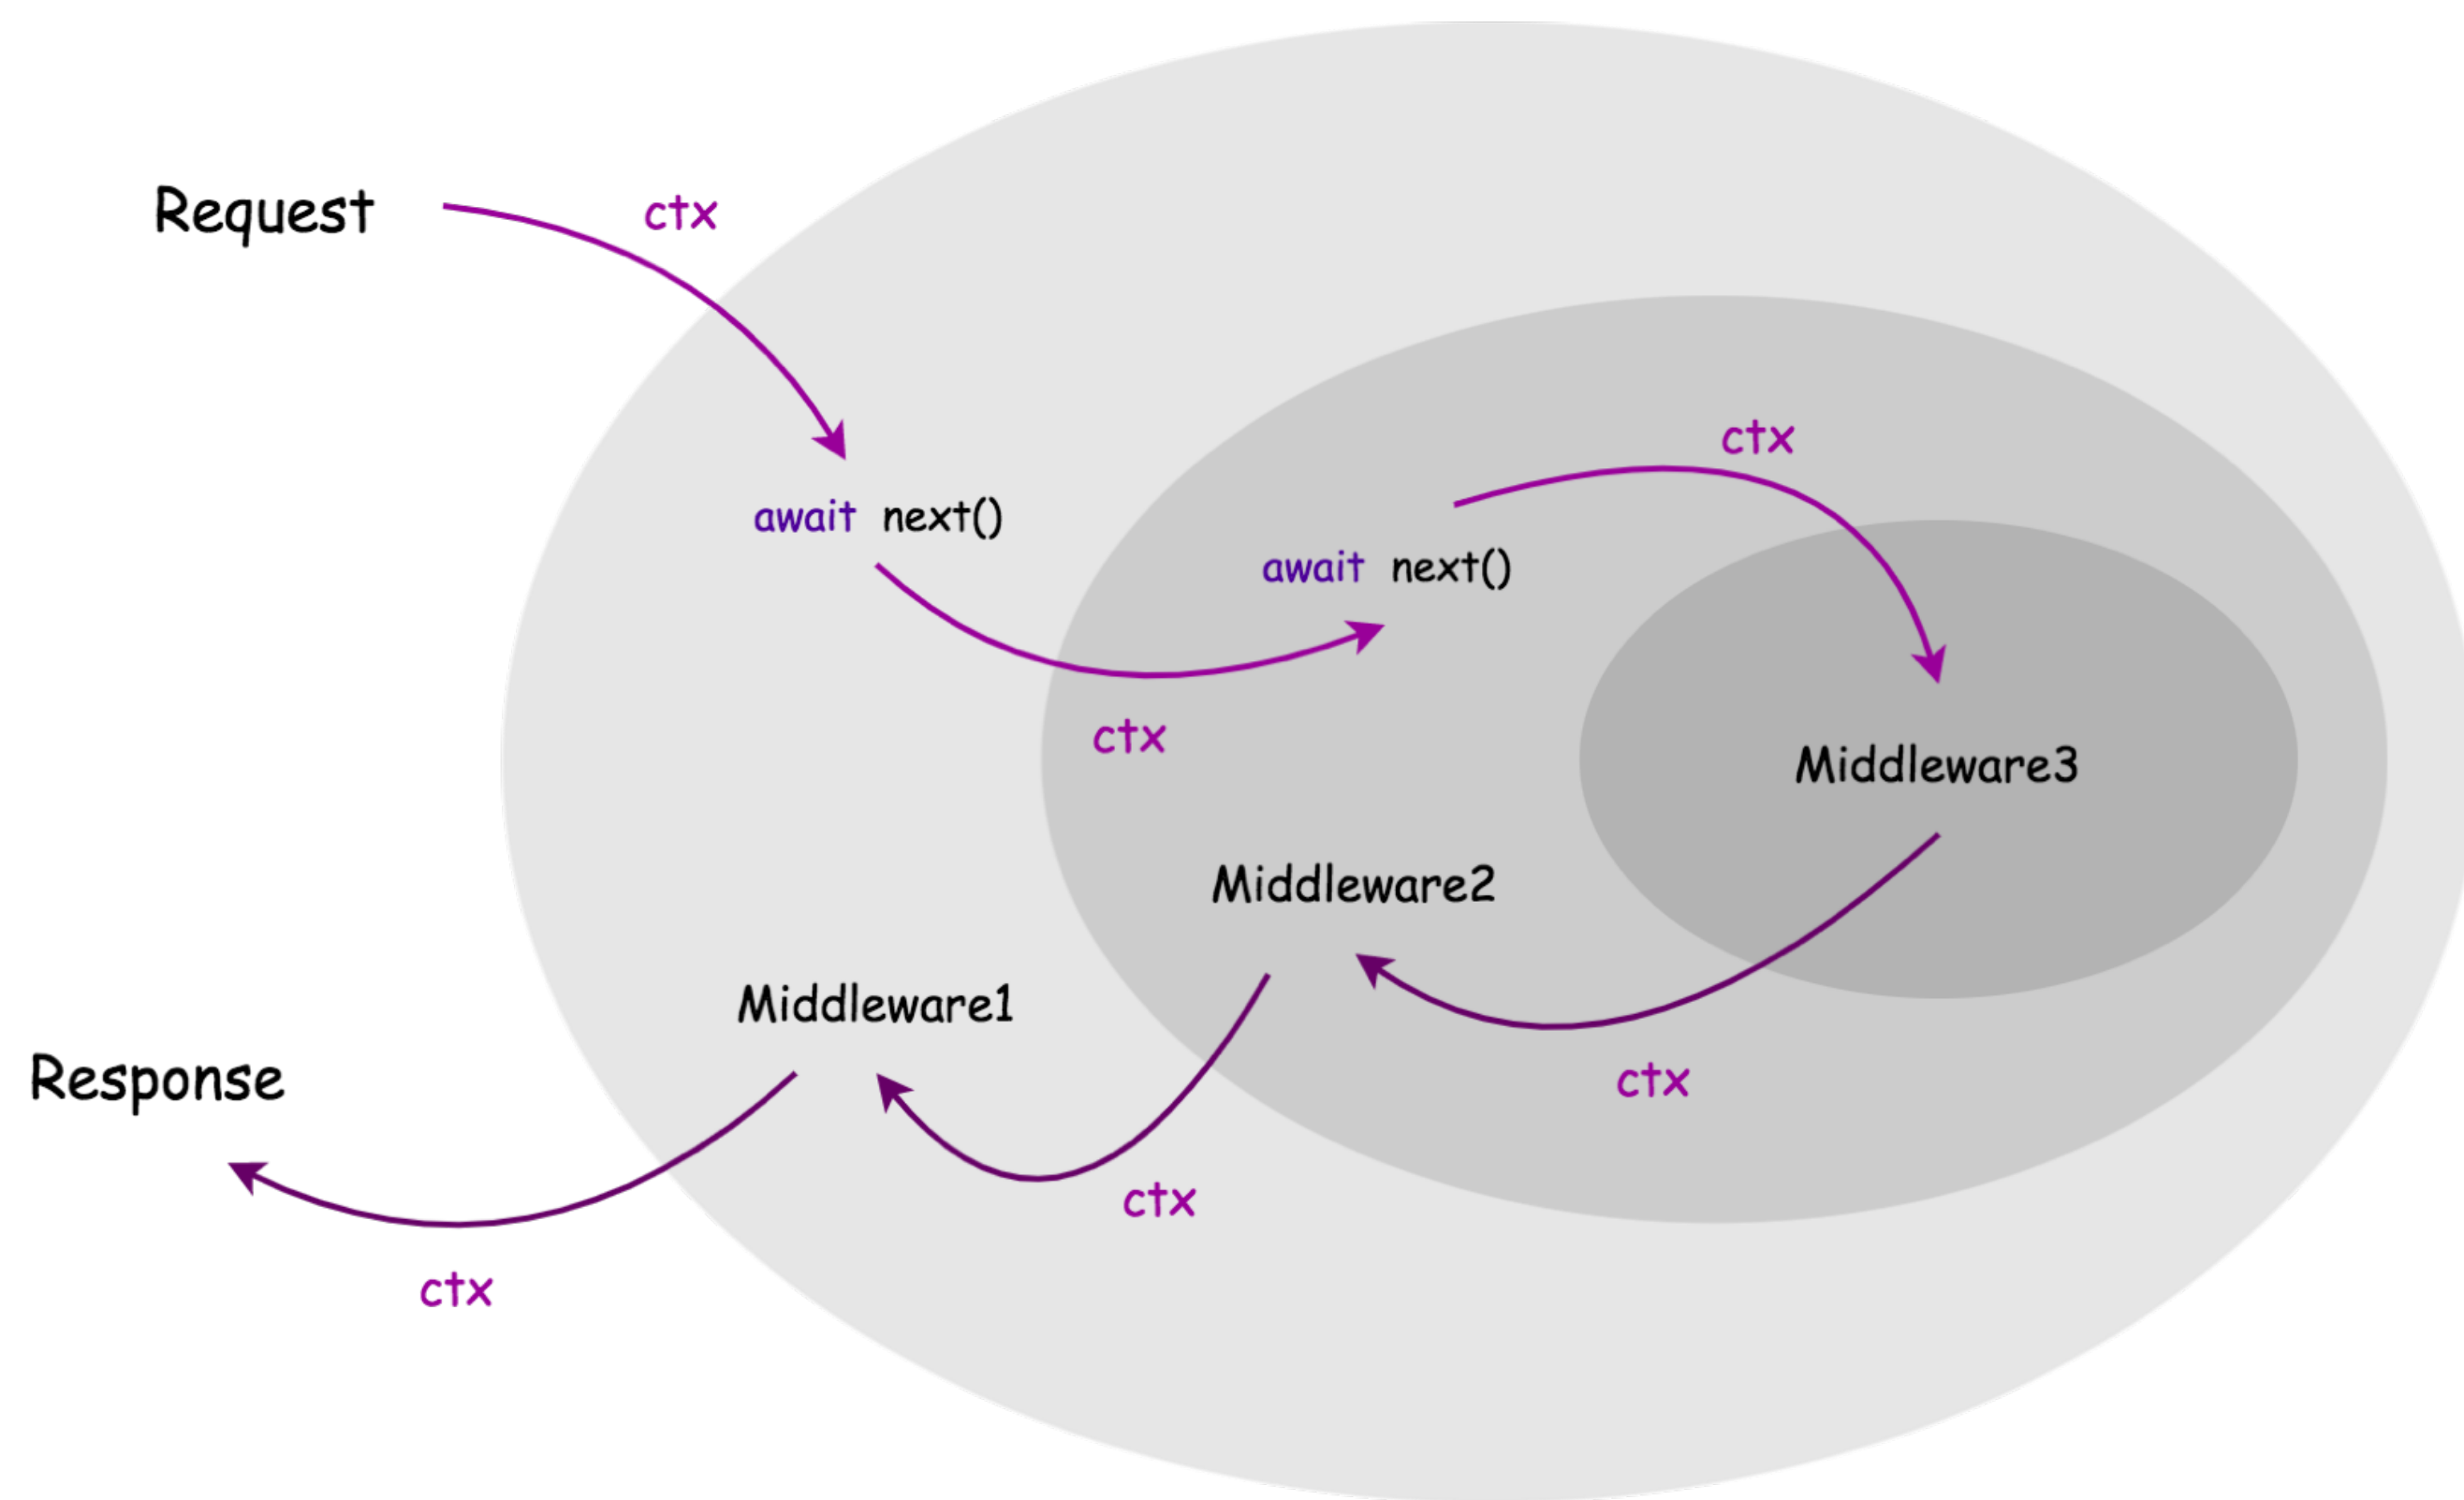 Request
ctx
ctx
await next()
await next()
ctx
Middleware3
Middleware2
Middleware1
Response
ctx
ctx
ctx